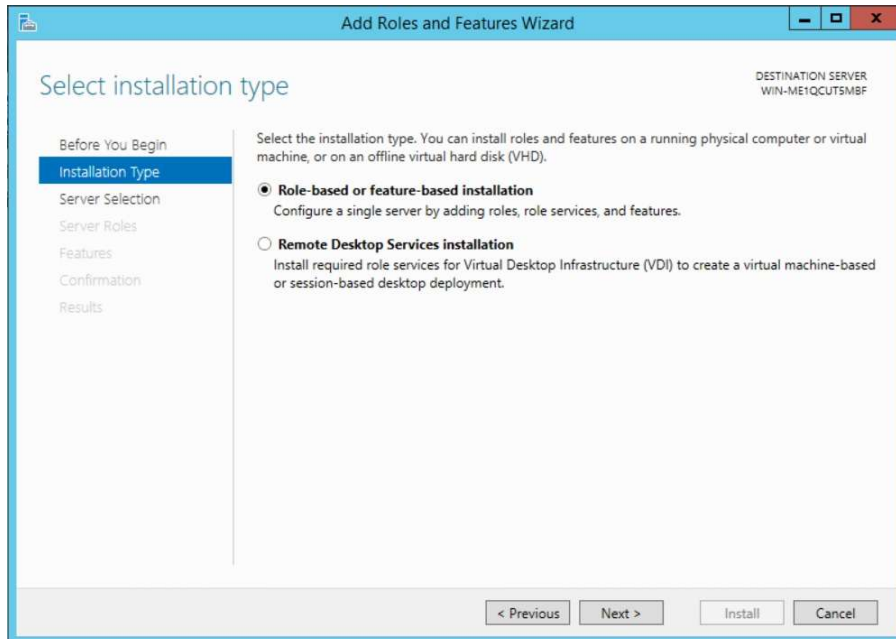 Add Roles and Features Wizard
Select installation type
DESTINATION SERVER
WIN-ME1QCUT5MBF
Before You Begin
Installation Type
Server Selection
Server Roles
Features
Confirmation
Results
Select the installation type. You can install roles and features on a running physical computer or virtual
machine, or on an offline virtual hard disk (VHD).
Role-based or feature-based installation
Configure a single server by adding roles, role services, and features.
Remote Desktop Services installation
Install required role services for Virtual Desktop Infrastructure (VDI) to create a virtual machine-based
or session-based desktop deployment.
< Previous
Next >
Install
Cancel